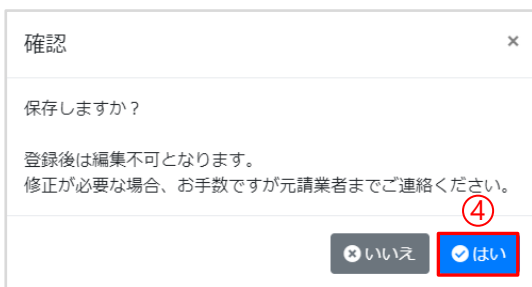 確認
×
保存しますか？
登録後は編集不可となります。
修正が必要な場合、お手数ですが元請業者までご連絡ください。
④
いいえ はい